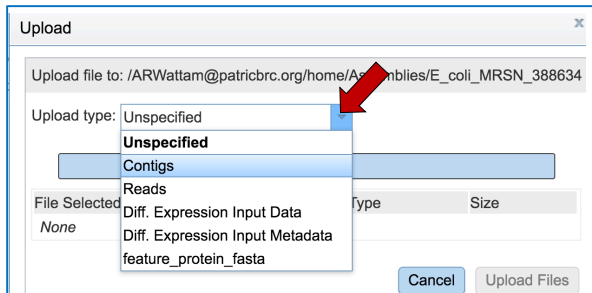 Upload x
Upload file to: /ARWattam@patricbrc.org/home/ blies/E_coli_MRSN_388634
Upload type: Unspecified
Unspecified
Contigs
Reads
Diff. Expression Input Data
Diff. Expression Input Metadata
feature_protein_fasta
File Selected Type Size
None
Cancel Upload Files